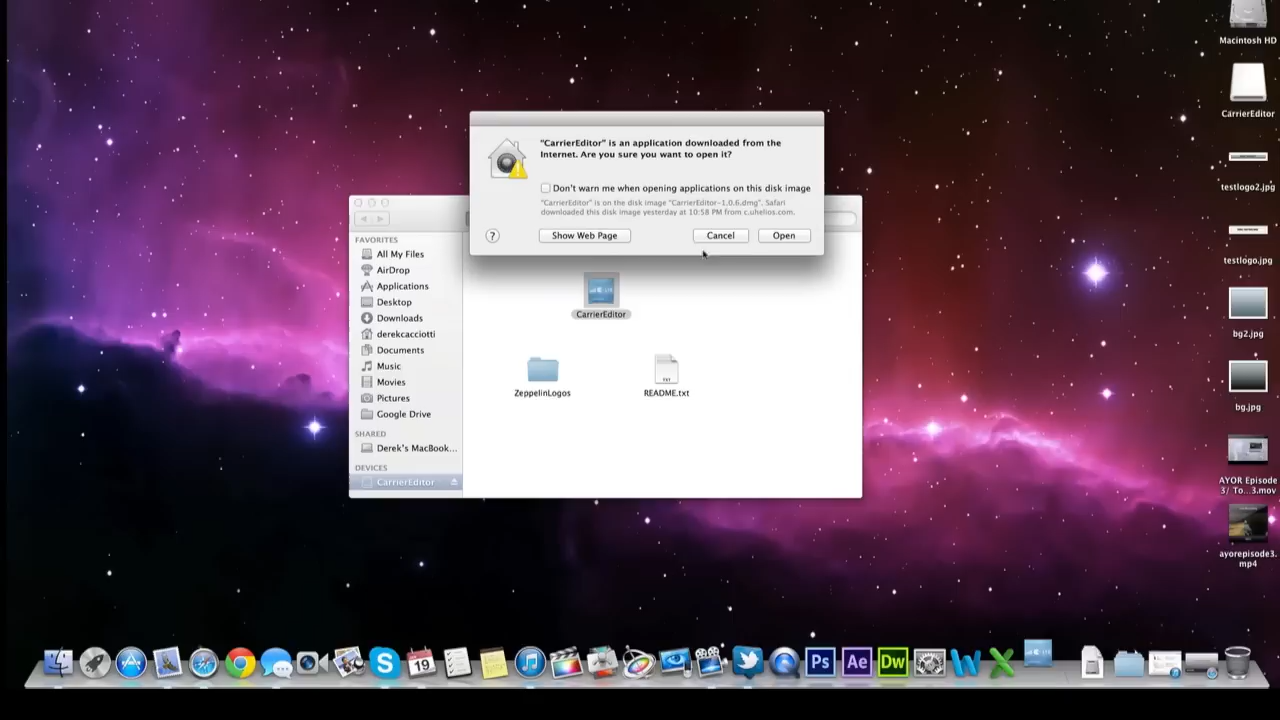 Macintosh HD
CarrierEditor
testlogo2.jpg
testlogo.jpg
bg2.jpg
bg.jpg
AYOR Episode
3/ To...3.mov
ayorepisode3.
mp4
"CarrierEditor" is an application downloaded from the
Internet. Are you sure you want to open it?
Don't warn me when opening applications on this disk image
"CarrierEditor" is on the disk image "CarrierEditor-1.0.6.dmg". Safari
downloaded this disk image yesterday at 10:58 PM from c.uhelios.com.
?
Show Web Page
Cancel
Open
FAVORITES
All My Files
AirDrop
Applications
Desktop
Downloads
derekcacciotti
Documents
Music
Movies
Pictures
Google Drive
SHARED
Derek's MacBook...
DEVICES
CarrierEditor
CarrierEditor
ZeppelinLogos
TXT
README.txt
19
Ps
Ae
Dw